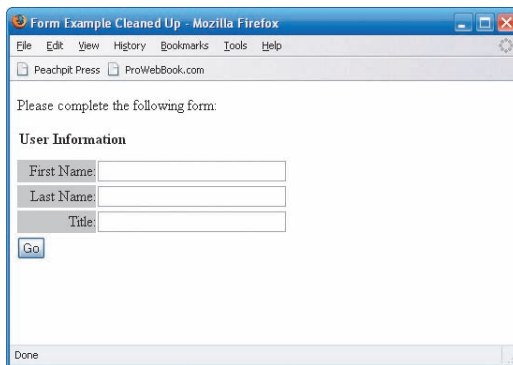 Form Example Cleaned Up - Mozilla Firefox
File Edit View History Bookmarks Tools Help
Peachpit Press ProWebBook.com
Please complete the following form:
User Information
First Name:
Last Name:
Title:
Go
Done